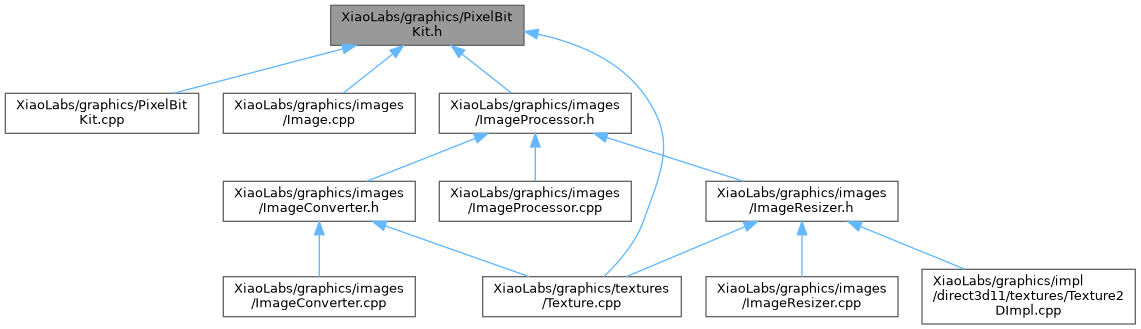 XiaoLabs/graphics/PixelBit
Kit.h
XiaoLabs/graphics/PixelBit
Kit.cpp
XiaoLabs/graphics/images
/Image.cpp
XiaoLabs/graphics/images
/ImageProcessor.h
XiaoLabs/graphics/images
/ImageConverter.h
XiaoLabs/graphics/images
/ImageProcessor.cpp
XiaoLabs/graphics/images
/ImageResizer.h
XiaoLabs/graphics/images
/ImageConverter.cpp
XiaoLabs/graphics/textures
/Texture.cpp
XiaoLabs/graphics/images
/ImageResizer.cpp
XiaoLabs/graphics/impl
/direct3d11/textures/Texture2
DImpl.cpp